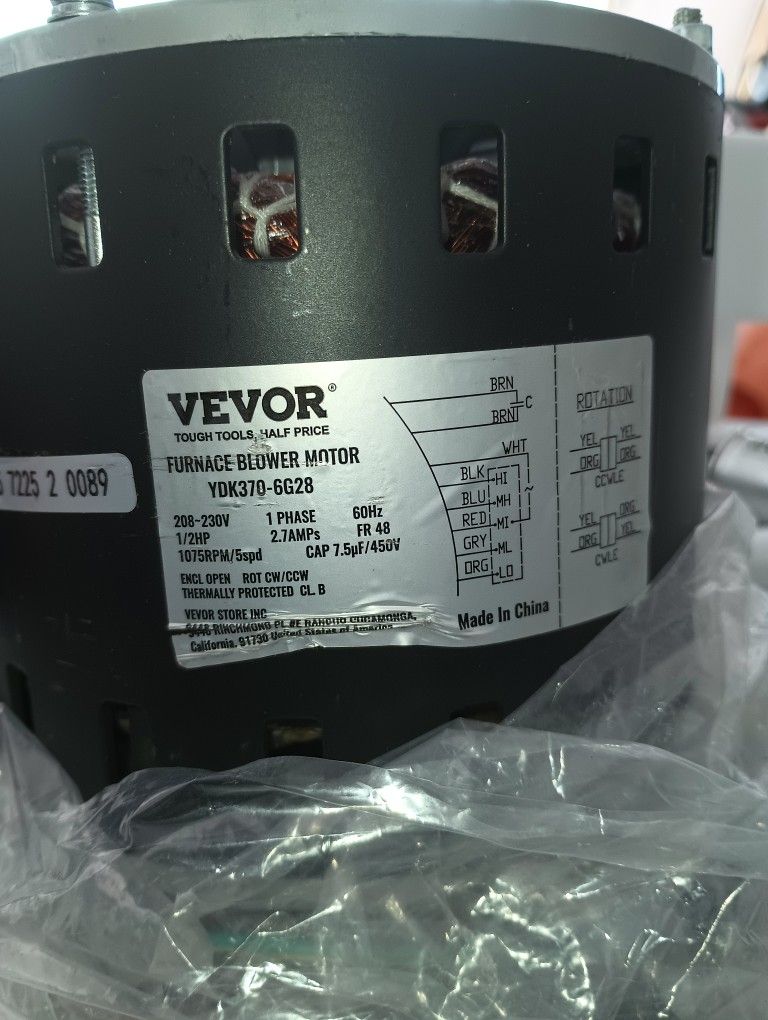 VEVOR®
TOUGH TOOLS, HALF PRICE
FURNACE BLOWER MOTOR
YDK370-6G28
208-230V 1 PHASE 60Hz
1/2HP 2.7AMPs FR 48
1075RPM/5spd CAP 7.5μF/450V
ENCL OPEN ROT CW/CCW
THERMALLY PROTECTED CL. B
VEVOR STORE INC
PL #E RANCHO CUCAMONGA,
California. 91730 United States of America
BRN
C
BRN
WHT
BLK HI
BLU MH
RED MI ~
GRY ML
ORG LO
Made In China
ROTATION
YEL YEL
ORG ORG
CCWLE
YEL ORG
ORG YEL
CWLE
7225 2 0089